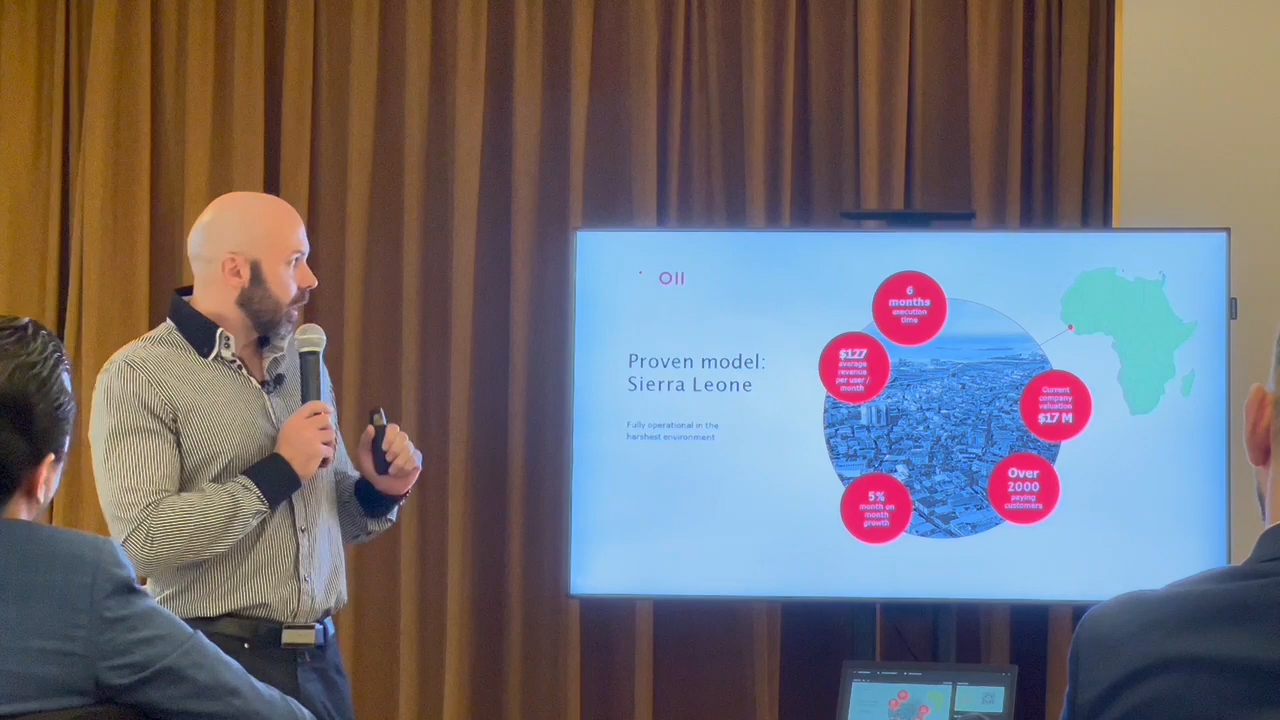 OII
Proven model:
Sierra Leone
Fully operational in the
harshest environment
6
months
execution
time
$127
average
revenue
per user /
month
Current
company
valuation
$17 M
Over
2000
paying
customers
5%
month on
month
growth